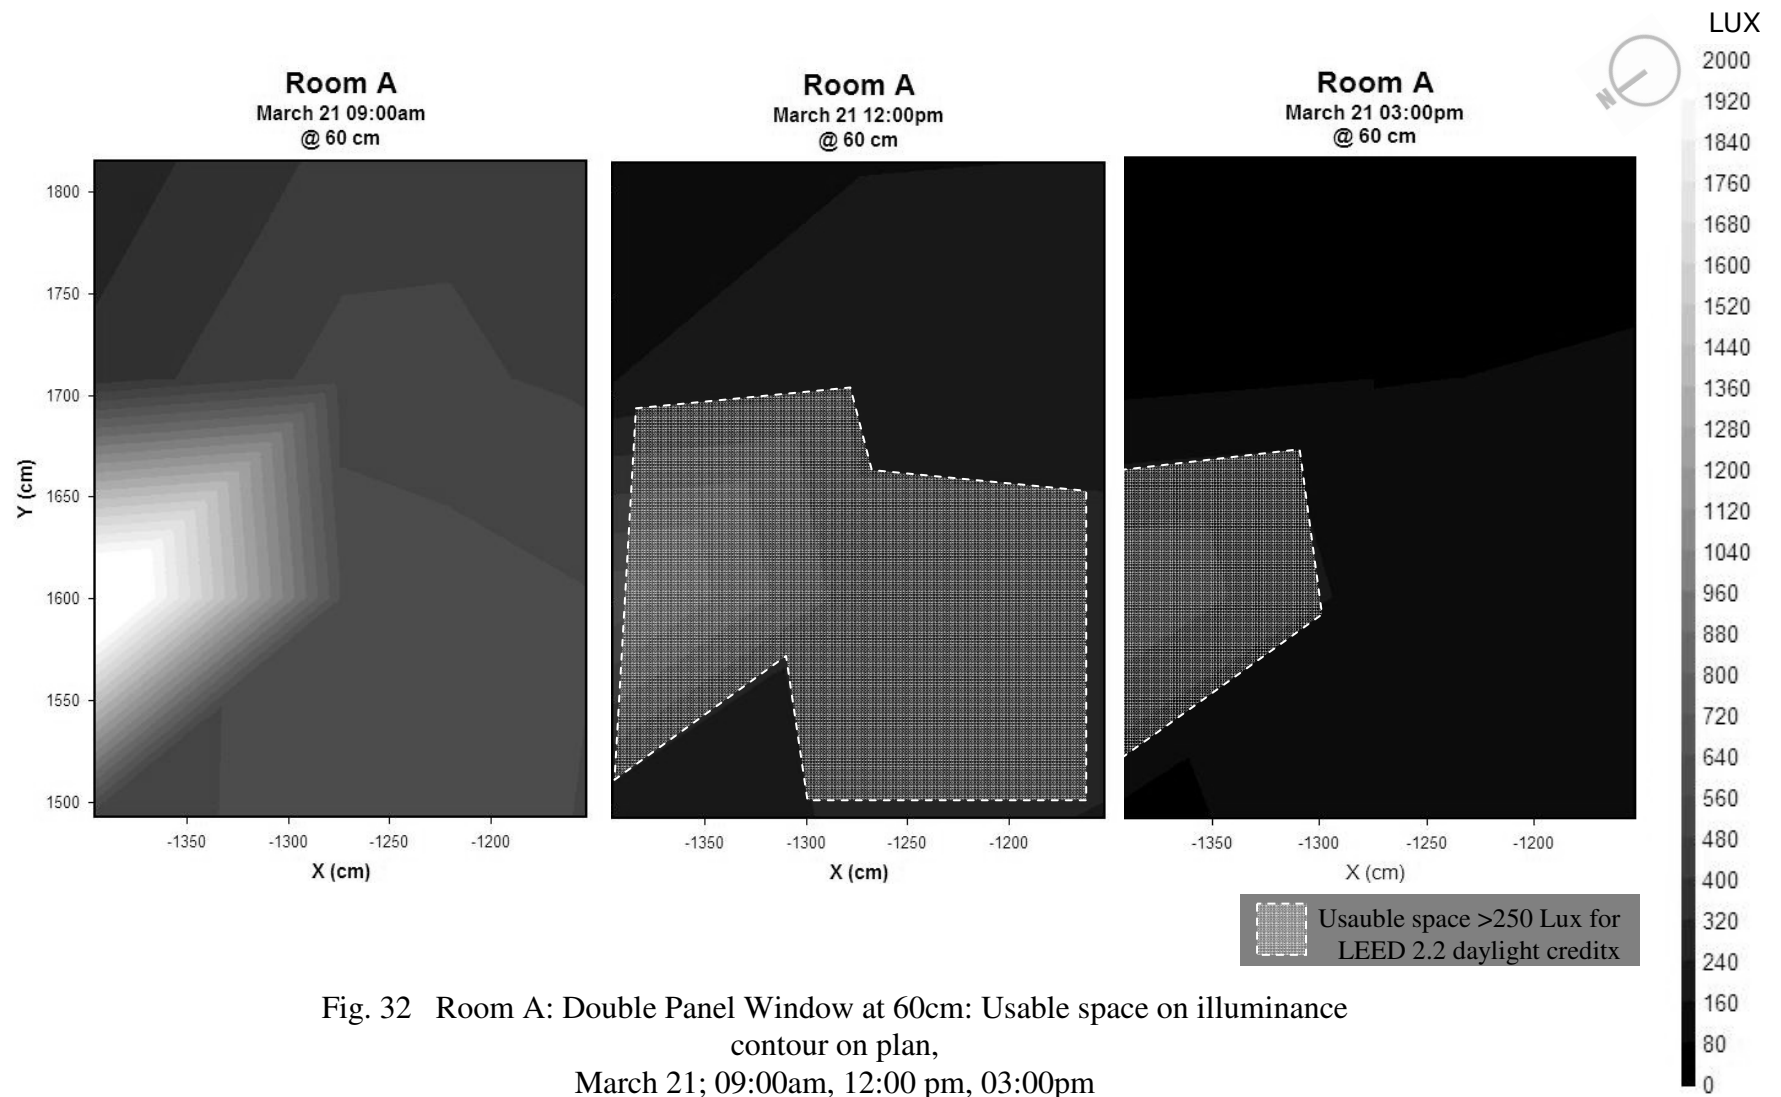 LUX
Room A
March 21 09:00am
@ 60 cm
Room A
March 21 12:00pm
@ 60 cm
Room A
March 21 03:00pm
@ 60 cm
N
Y (cm)
1800
1750
1700
1650
1600
1550
1500
-1350 -1300 -1250 -1200
X (cm)
-1350 -1300 -1250 -1200
X (cm)
-1350 -1300 -1250 -1200
X (cm)
2000
1920
1840
1760
1680
1600
1520
1440
1360
1280
1200
1120
1040
960
880
800
720
640
560
480
400
320
240
160
80
0
Usauble space >250 Lux for
LEED 2.2 daylight creditx
Fig. 32 Room A: Double Panel Window at 60cm: Usable space on illuminance
contour on plan,
March 21; 09:00am, 12:00 pm, 03:00pm